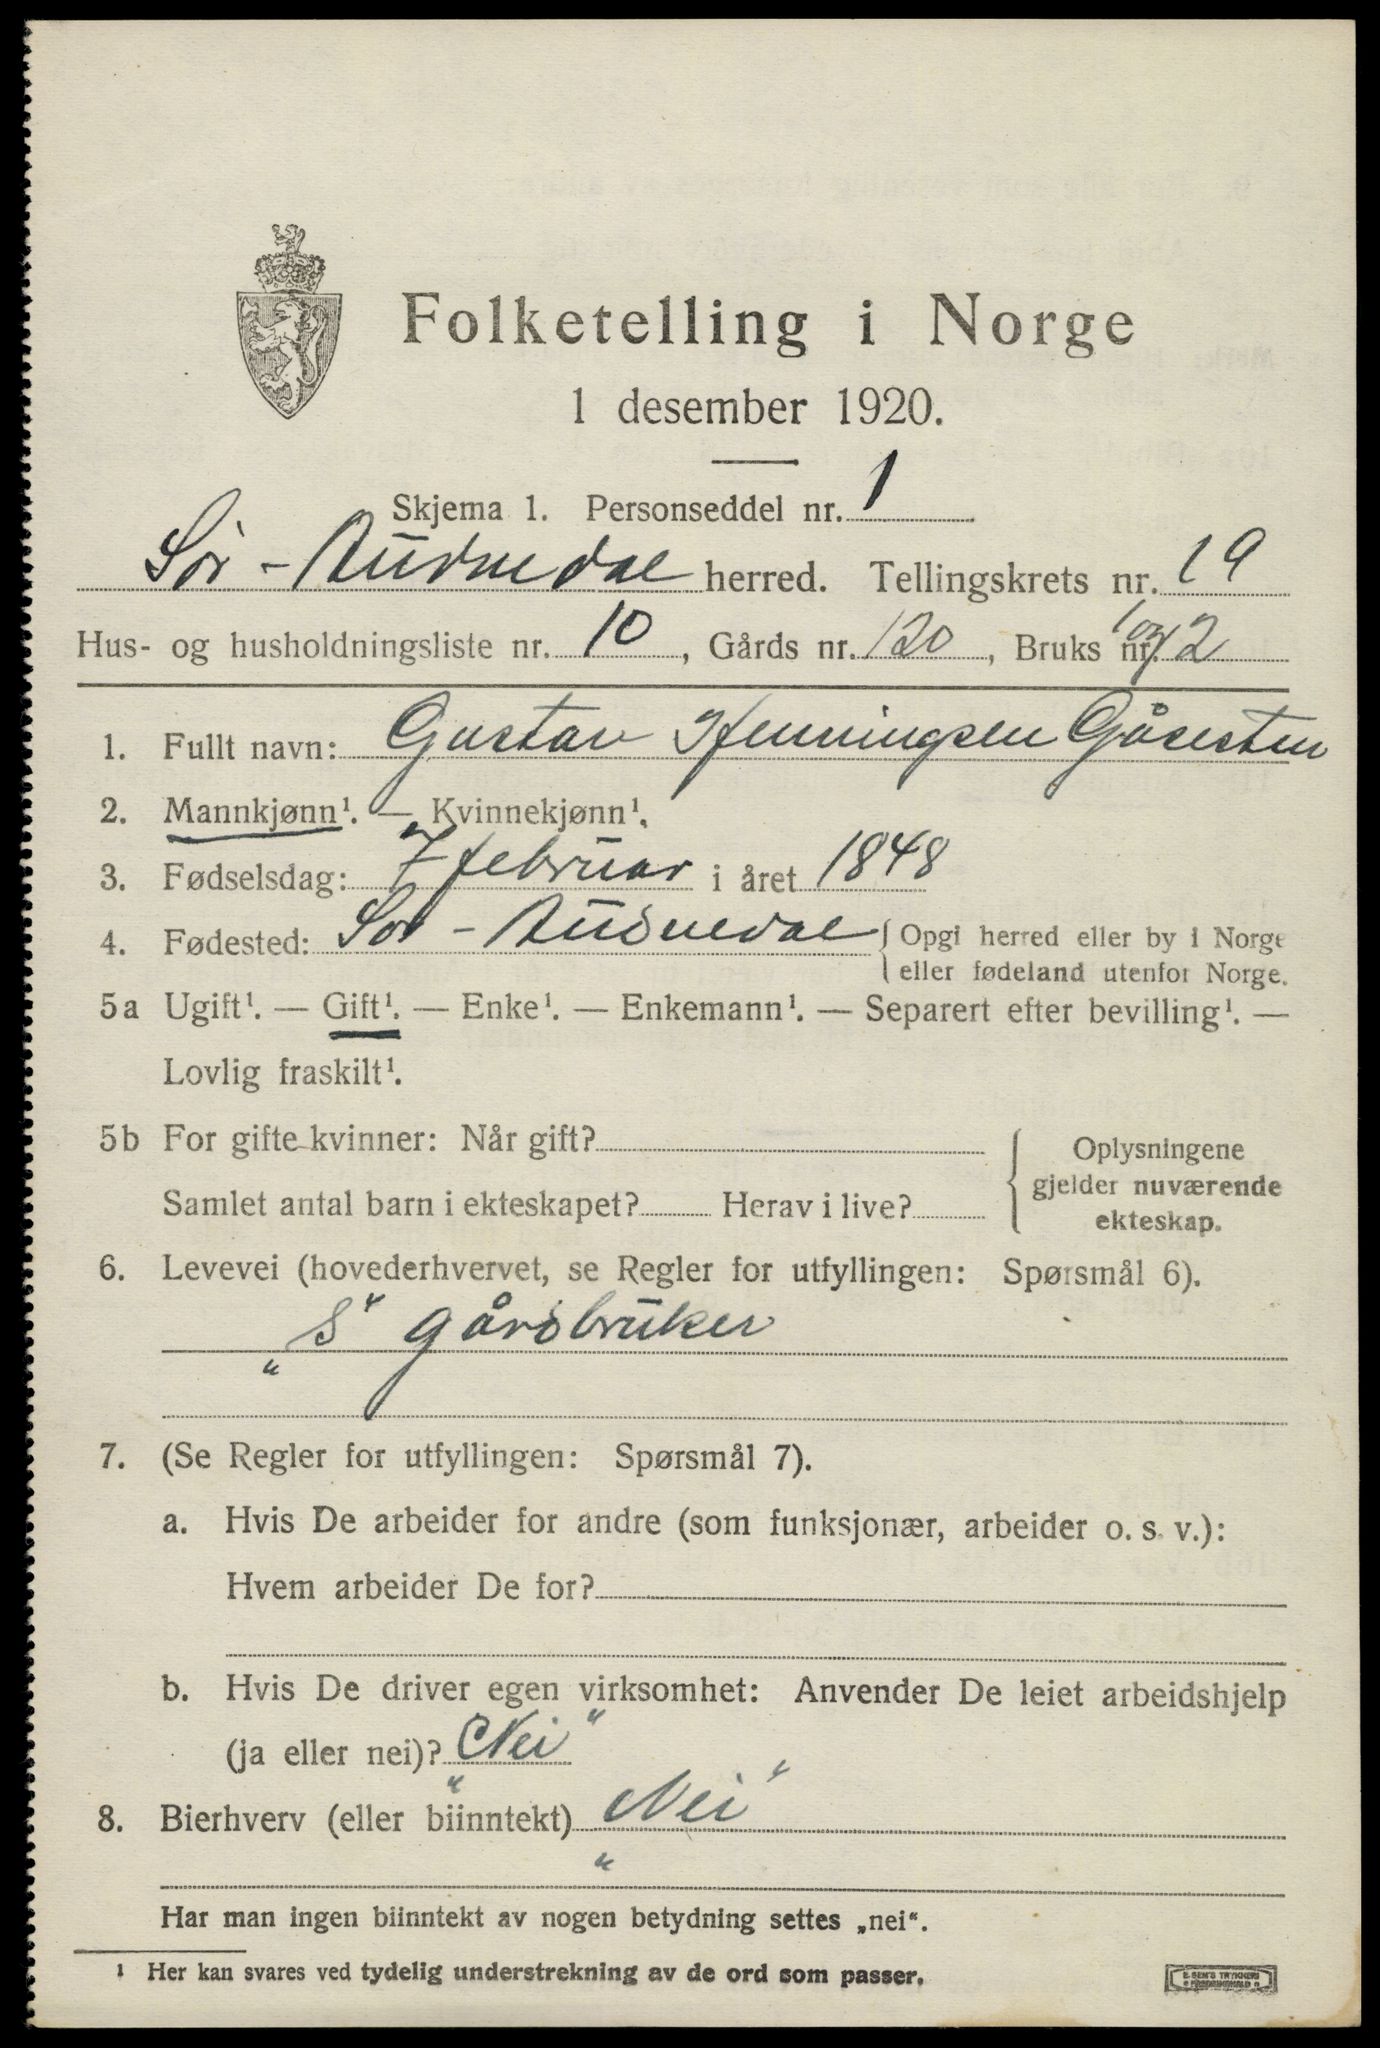 Folketelling i Norge
1 desember 1920.
Skjema 1. Personseddel nr. 1
Sör-Audnedal herred. Tellingskrets nr. 19
Hus- og husholdningsliste nr. 10, Gårds nr. 120, Bruks nr. 1 og 2
1. Fullt navn: Gustav Henningsen Gåsesten
2. Mannkjønn¹. — Kvinnekjønn¹.
3. Fødselsdag: 7 februar i året 1848
4. Fødested: Sör-Audnedal { Opgi herred eller by i Norge
eller fødeland utenfor Norge.
5a Ugift¹. — Gift¹. — Enke¹. — Enkemann¹. — Separert efter bevilling¹. —
Lovlig fraskilt¹.
5b For gifte kvinner: Når gift?
Samlet antal barn i ekteskapet? Herav i live?
{ Oplysningene
gjelder nuværende
ekteskap.
6. Levevei (hovederhvervet, se Regler for utfyllingen: Spørsmål 6).
„S" gårdbruker
7. (Se Regler for utfyllingen: Spørsmål 7).
a. Hvis De arbeider for andre (som funksjonær, arbeider o. s. v.):
Hvem arbeider De for?
b. Hvis De driver egen virksomhet: Anvender De leiet arbeidshjelp
(ja eller nei)? „Nei"
8. Bierhverv (eller biinntekt) „Nei"
Har man ingen biinntekt av nogen betydning settes „nei".
¹ Her kan svares ved tydelig understrekning av de ord som passer.